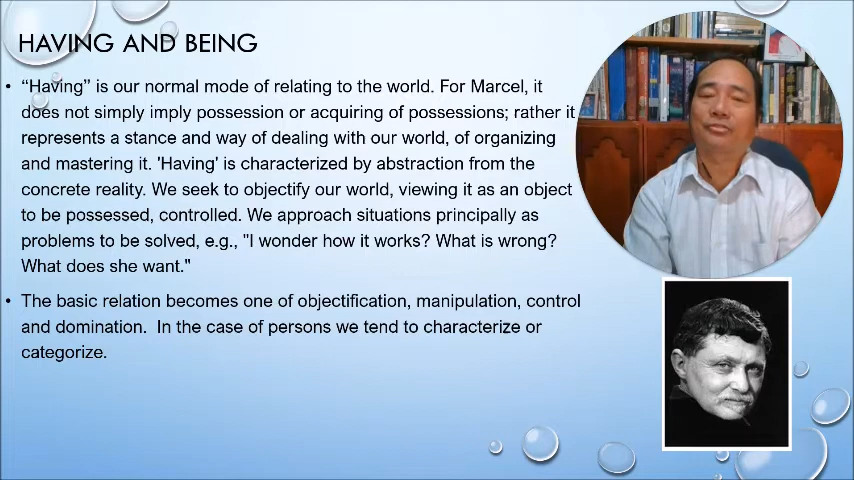 HAVING AND BEING
• “Having” is our normal mode of relating to the world. For Marcel, it
does not simply imply possession or acquiring of possessions; rather it
represents a stance and way of dealing with our world, of organizing
and mastering it. 'Having' is characterized by abstraction from the
concrete reality. We seek to objectify our world, viewing it as an object
to be possessed, controlled. We approach situations principally as
problems to be solved, e.g., "I wonder how it works? What is wrong?
What does she want."
• The basic relation becomes one of objectification, manipulation, control
and domination.  In the case of persons we tend to characterize or
categorize.